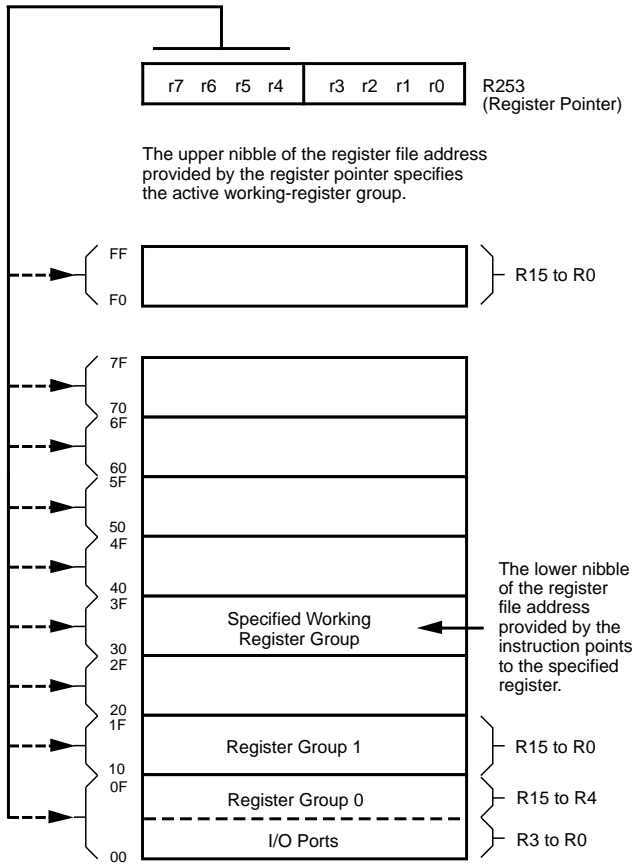 r7 r6 r5 r4 r3 r2 r1 r0 R253
(Register Pointer)
The upper nibble of the register file address
provided by the register pointer specifies
the active working-register group.
FF
R15 to R0
F0
7F
70
6F
60
5F
50
4F
40
3F
Specified Working
Register Group
The lower nibble
of the register
file address
provided by the
instruction points
to the specified
register.
30
2F
20
1F
Register Group 1
R15 to R0
10
0F
Register Group 0
R15 to R4
I/O Ports
R3 to R0
00